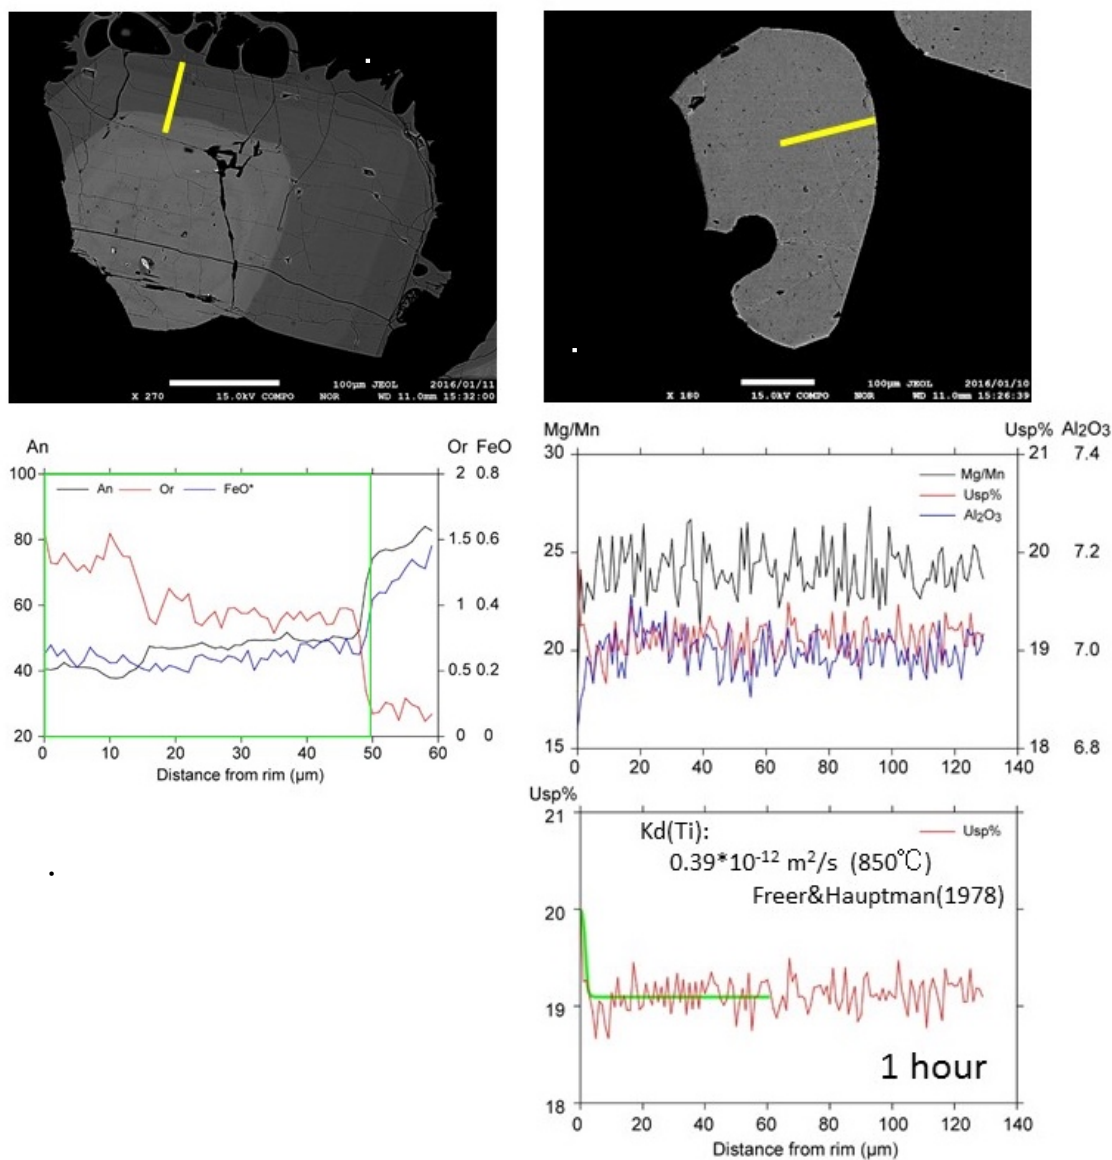 100μm JEOL 2016/01/11
X 270 15.0kV COMPO NOR WD 11.0mm 15:32:00
100μm JEOL 2016/01/10
X 180 15.0kV COMPO NOR WD 11.0mm 15:26:39
An Or FeO
100 2 0.8
An Or FeO*
80 1.5 0.6
60 1 0.4
40 0.5 0.2
20 0 0
0 10 20 30 40 50 60
Distance from rim (μm)
Mg/Mn Usp% Al₂O₃
30 21 7.4
Mg/Mn
Usp%
Al₂O₃
25 20 7.2
20 19 7.0
15 18 6.8
0 20 40 60 80 100 120 140
Usp%
21
Kd(Ti): Usp%
0.39*10⁻¹² m²/s (850℃)
Freer&Hauptman(1978)
20
19
1 hour
18
0 20 40 60 80 100 120 140
Distance from rim (μm)